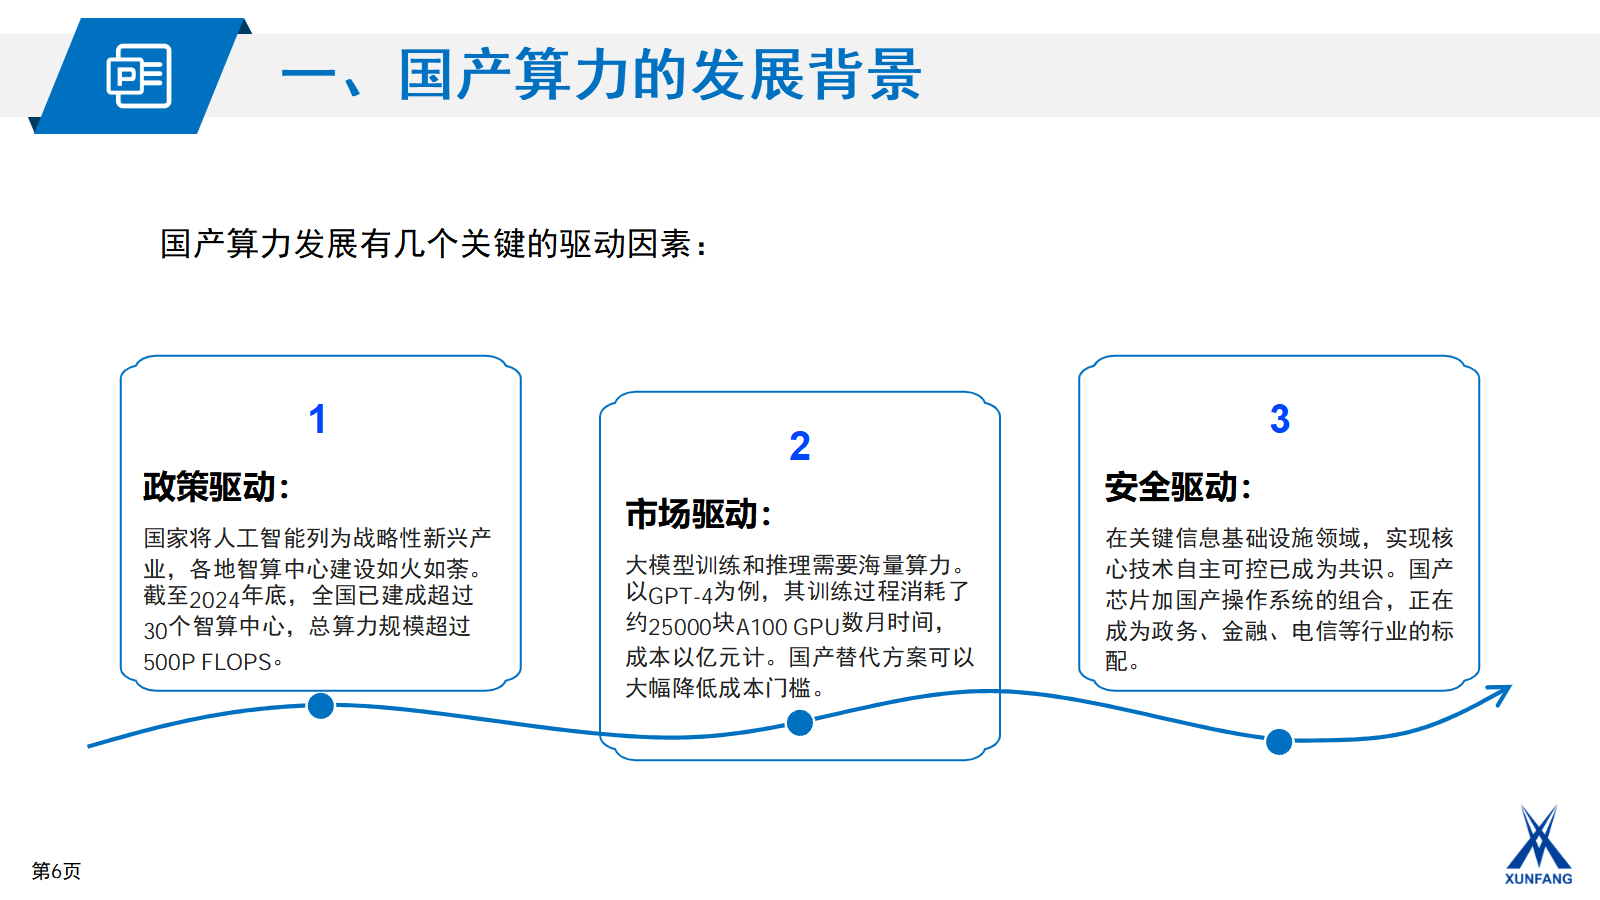 一、国产算力的发展背景
国产算力发展有几个关键的驱动因素：
1
政策驱动：
国家将人工智能列为战略性新兴产
业，各地智算中心建设如火如荼。
截至2024年底，全国已建成超过
30个智算中心，总算力规模超过
500P FLOPS。
2
市场驱动：
大模型训练和推理需要海量算力。
以GPT-4为例，其训练过程消耗了
约25000块A100 GPU数月时间，
成本以亿元计。国产替代方案可以
大幅降低成本门槛。
3
安全驱动：
在关键信息基础设施领域，实现核
心技术自主可控已成为共识。国产
芯片加国产操作系统的组合，正在
成为政务、金融、电信等行业的标
配。
第6页
XUNFANG